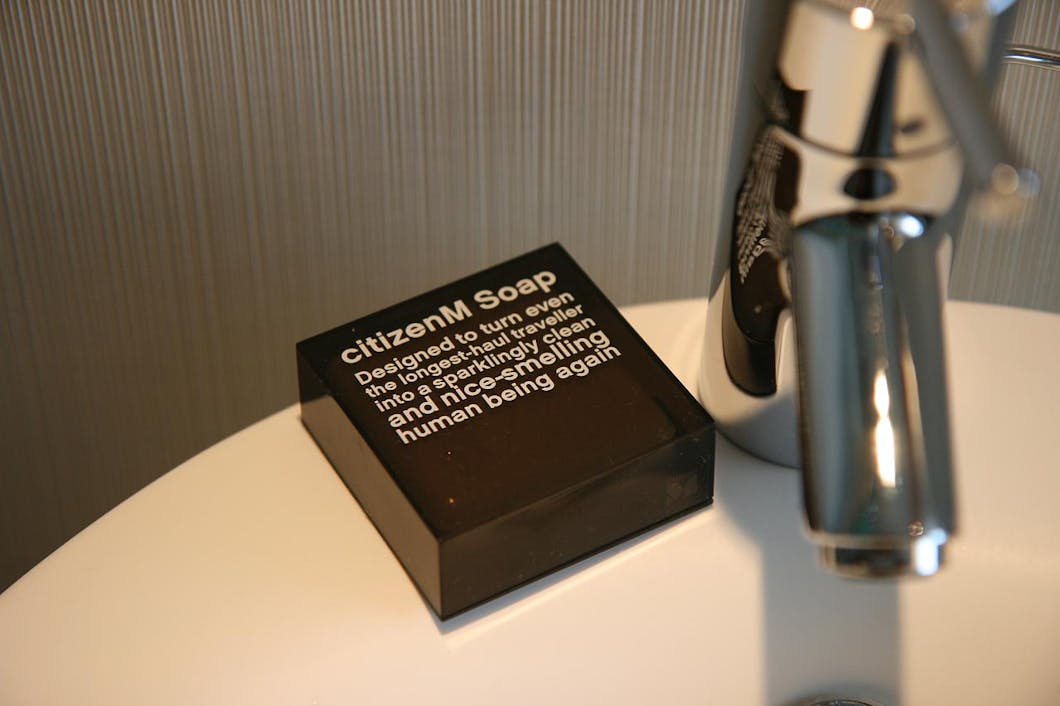 citizenM Soap
Designed to turn even
the longest-haul traveller
into a sparklingly clean
and nice-smelling
human being again